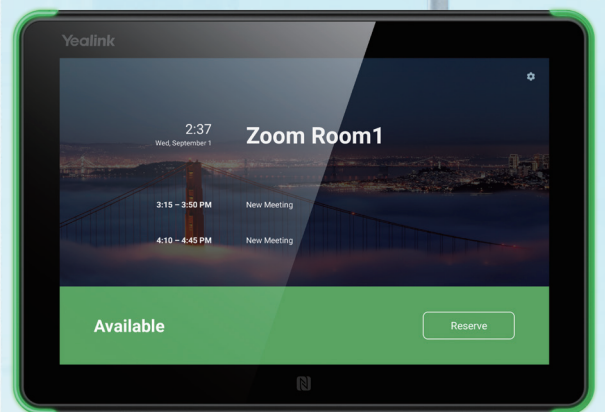 Yealink
2:37
Wed, September 1
Zoom Room1
3:15 – 3:50 PM
New Meeting
4:10 – 4:45 PM
New Meeting
Available
Reserve